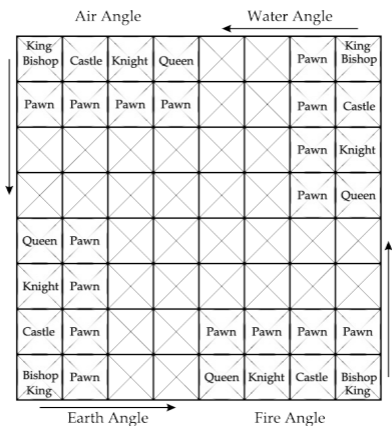 Air Angle Water Angle
King Bishop Castle Knight Queen Pawn King Bishop
Pawn Pawn Pawn Pawn Pawn Castle
Pawn Knight
Pawn Queen
Queen Pawn
Knight Pawn
Castle Pawn Pawn Pawn Pawn Pawn
Bishop King Pawn Queen Knight Castle Bishop King
Earth Angle Fire Angle